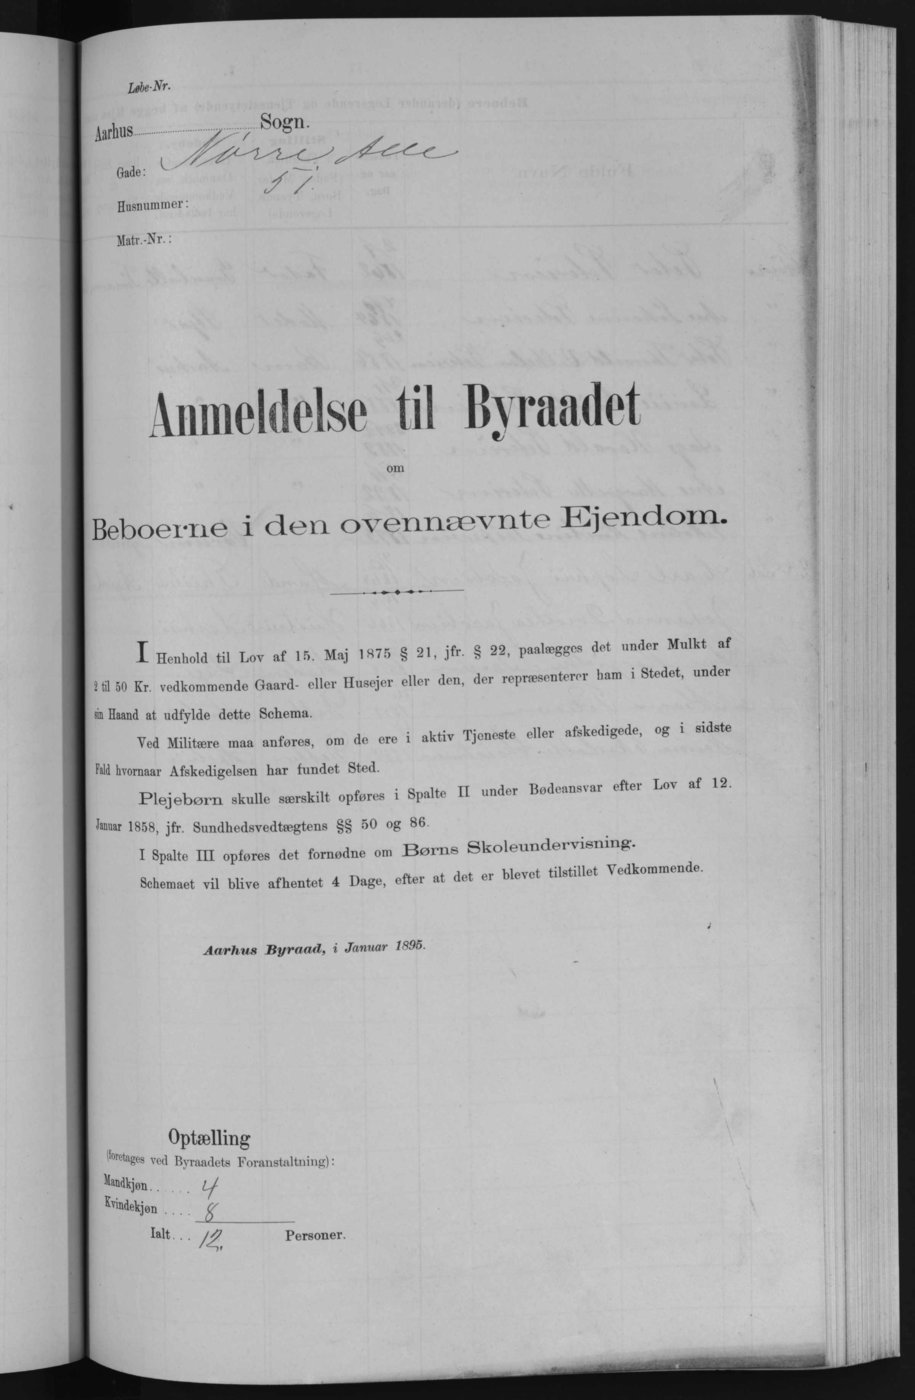 Løbe-Nr.
Aarhus Sogn.
Gade: Nørre Alle
51.
Husnummer:
Matr.-Nr.:
Anmeldelse til Byraadet
om
Beboerne i den ovennævnte Ejendom.
I Henhold til Lov af 15. Maj 1875 § 21, jfr. § 22, paalægges det under Mulkt af
2 til 50 Kr. vedkommende Gaard- eller Husejer eller den, der repræsenterer ham i Stedet, under
sin Haand at udfylde dette Schema.
Ved Militære maa anføres, om de ere i aktiv Tjeneste eller afskedigede, og i sidste
Fald hvornaar Afskedigelsen har fundet Sted.
Plejebørn skulle særskilt opføres i Spalte II under Bødeansvar efter Lov af 12.
Januar 1858, jfr. Sundhedsvedtægtens §§ 50 og 86.
I Spalte III opføres det fornødne om Børns Skoleundervisning.
Schemaet vil blive afhentet 4 Dage, efter at det er blevet tilstillet Vedkommende.
Aarhus Byraad, i Januar 1895.
Optælling
(foretages ved Byraadets Foranstaltning):
Mandkjøn...... 4
Kvindekjøn.... 8
Ialt... 12. Personer.